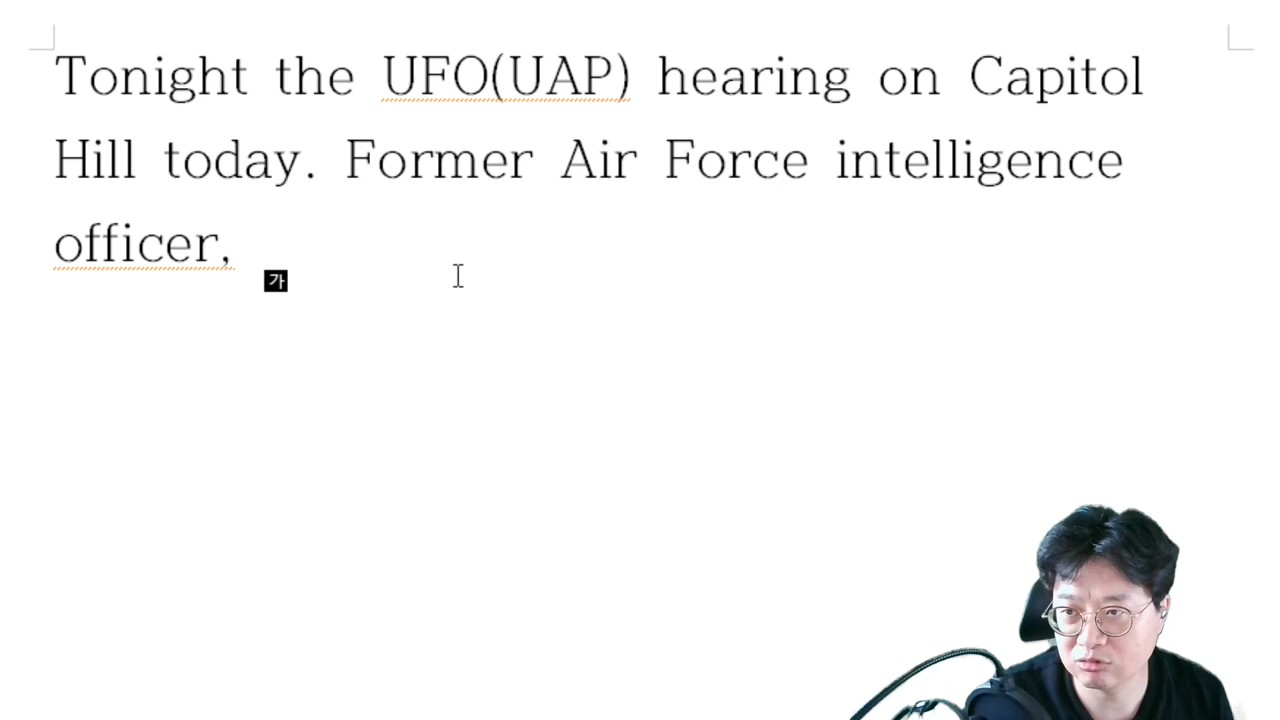 Tonight the UFO(UAP) hearing on Capitol
Hill today. Former Air Force intelligence
officer,
가